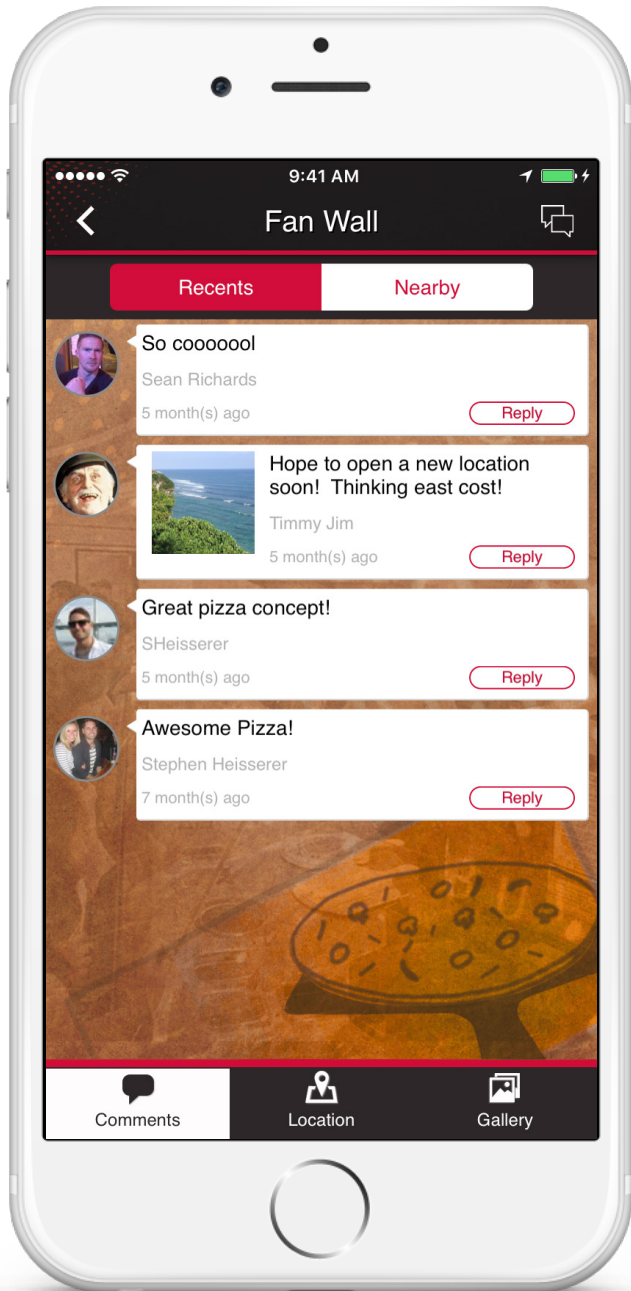 9:41 AM
Fan Wall
Recents
Nearby
So cooooool
Sean Richards
5 month(s) ago
Reply
Hope to open a new location
soon!  Thinking east cost!
Timmy Jim
5 month(s) ago
Reply
Great pizza concept!
SHeisserer
5 month(s) ago
Reply
Awesome Pizza!
Stephen Heisserer
7 month(s) ago
Reply
Comments
Location
Gallery